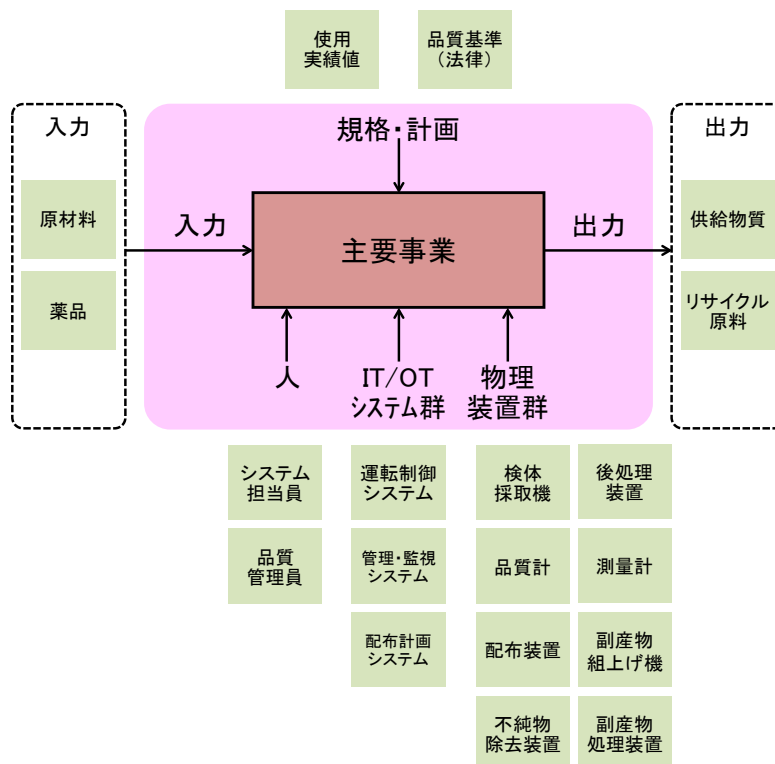 使用
実績値
品質基準
（法律）
入力
規格・計画
出力
原材料
入力
主要事業
出力
供給物質
薬品
リサイクル
原料
人
IT/OT
システム群
物理
装置群
システム
担当員
運転制御
システム
検体
採取機
後処理
装置
品質
管理員
管理・監視
システム
品質計
測量計
配布計画
システム
配布装置
副産物
組上げ機
不純物
除去装置
副産物
処理装置